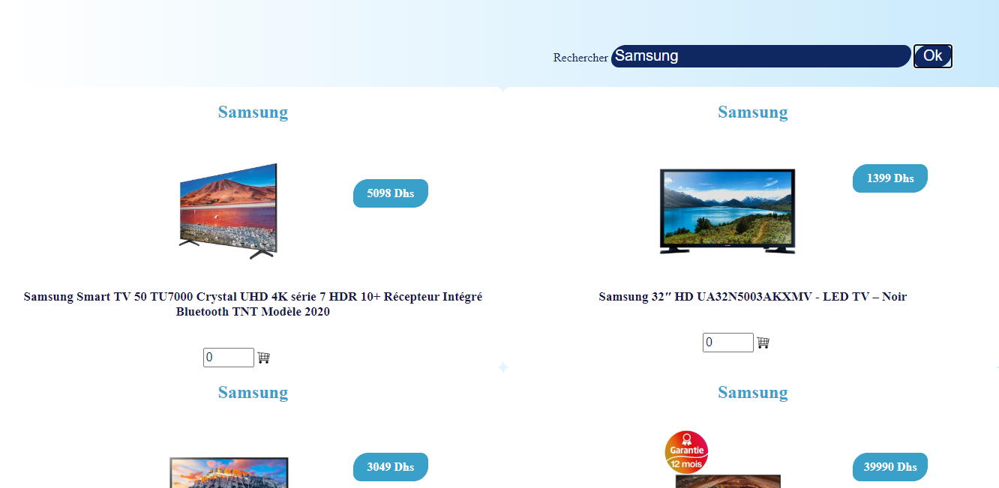 Rechercher Samsung Ok
Samsung
Samsung
5098 Dhs
1399 Dhs
Samsung Smart TV 50 TU7000 Crystal UHD 4K série 7 HDR 10+ Récepteur Intégré
Bluetooth TNT Modèle 2020
Samsung 32″ HD UA32N5003AKXMV - LED TV – Noir
0
0
Samsung
Samsung
3049 Dhs
Garantie
12 mois
39990 Dhs